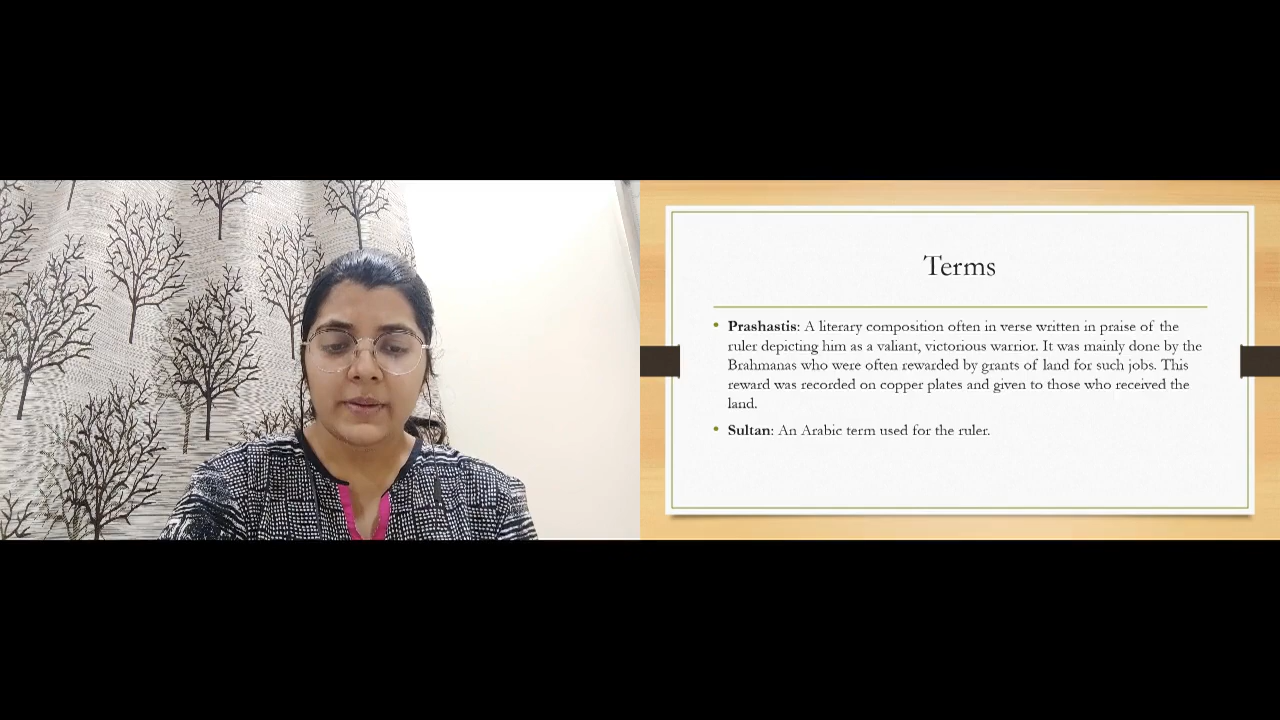 Terms
• Prashastis: A literary composition often in verse written in praise of the
ruler depicting him as a valiant, victorious warrior. It was mainly done by the
Brahmanas who were often rewarded by grants of land for such jobs. This
reward was recorded on copper plates and given to those who received the
land.
• Sultan: An Arabic term used for the ruler.